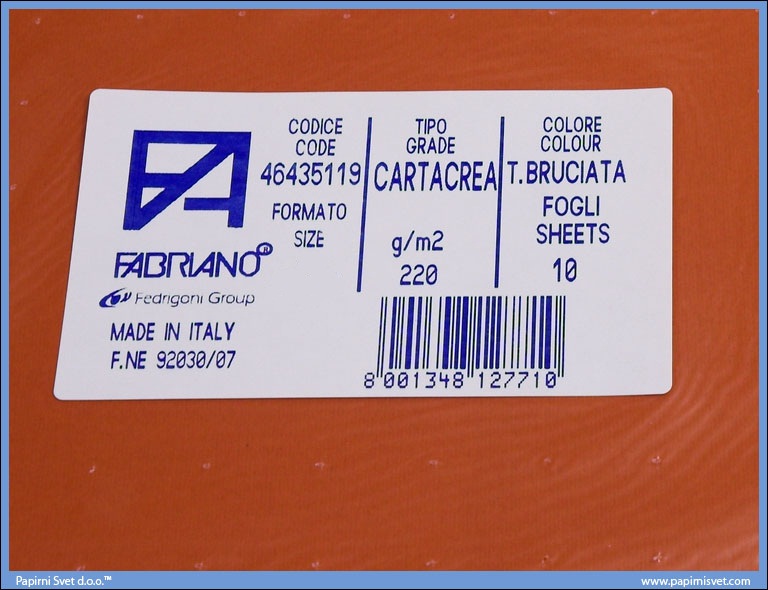 CODICE
CODE
46435119
FORMATO
SIZE
TIPO
GRADE
CARTACREA
g/m2
220
COLORE
COLOUR
T.BRUCIATA
FOGLI
SHEETS
10
FABRIANO®
Fedrigoni Group
MADE IN ITALY
F.NE 92030/07
8 001348 127710
Papirni Svet d.o.o.™
www.papirnisvet.com